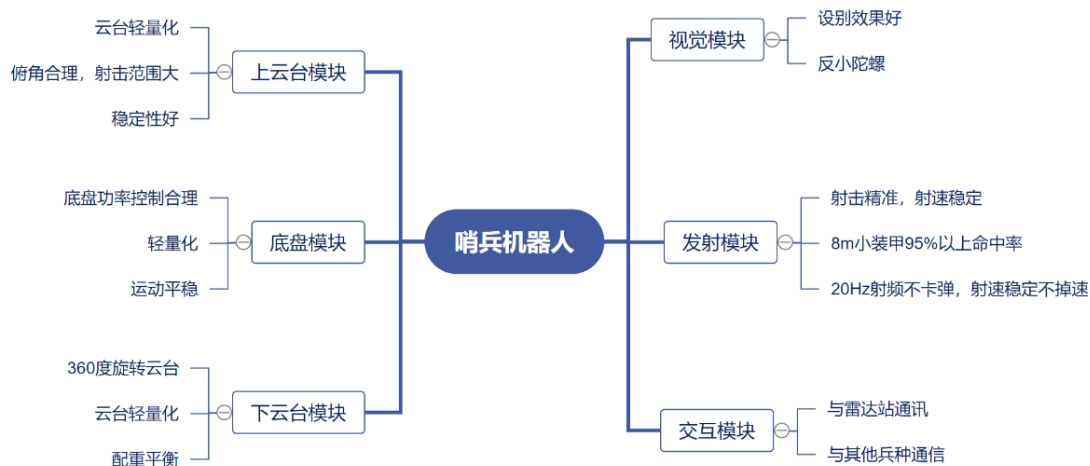 哨兵机器人
上云台模块
云台轻量化
俯角合理，射击范围大
稳定性好
底盘模块
底盘功率控制合理
轻量化
运动平稳
下云台模块
360度旋转云台
云台轻量化
配重平衡
视觉模块
设别效果好
反小陀螺
发射模块
射击精准，射速稳定
8m小装甲95%以上命中率
20Hz射频不卡弹，射速稳定不掉速
交互模块
与雷达站通讯
与其他兵种通信